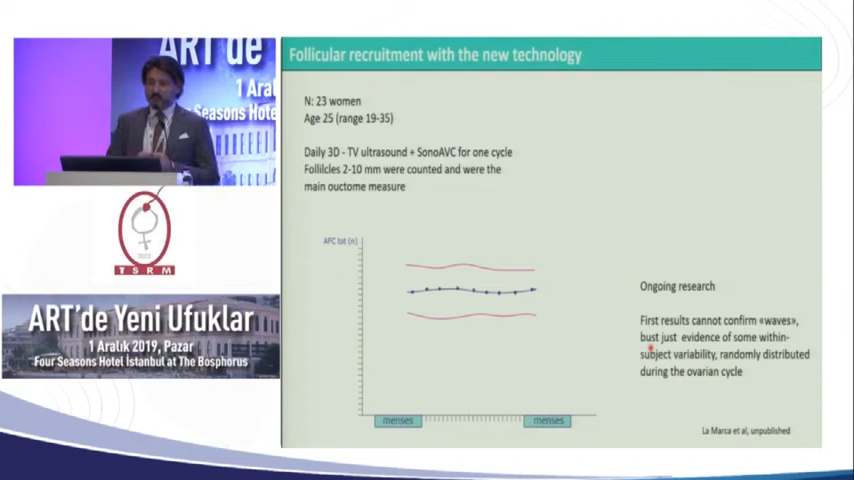 ART'de
1 Aral
Seasons Hotel
TSRM
ART'de Yeni Ufuklar
1 Aralık 2019, Pazar
Four Seasons Hotel İstanbul at The Bosphorus
Follicular recruitment with the new technology
N: 23 women
Age 25 (range 19-35)
Daily 3D - TV ultrasound + SonoAVC for one cycle
Follilcles 2-10 mm were counted and were the
main ouctome measure
AFC tot (n)
menses
menses
Ongoing research
First results cannot confirm «waves»,
bust just evidence of some within-
subject variability, randomly distributed
during the ovarian cycle
La Marca et al, unpublished